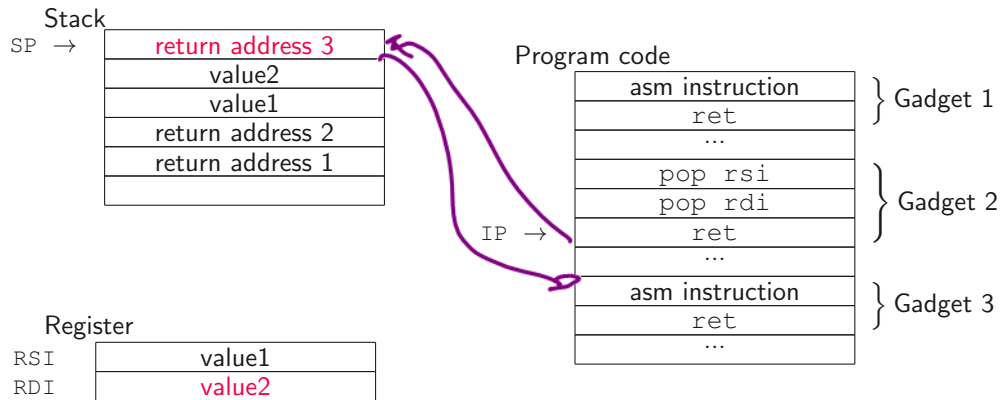 Stack
SP →
return address 3
value2
value1
return address 2
return address 1
Program code
asm instruction
ret
...
Gadget 1
pop rsi
pop rdi
ret
...
Gadget 2
IP →
asm instruction
ret
...
Gadget 3
Register
RSI value1
RDI value2